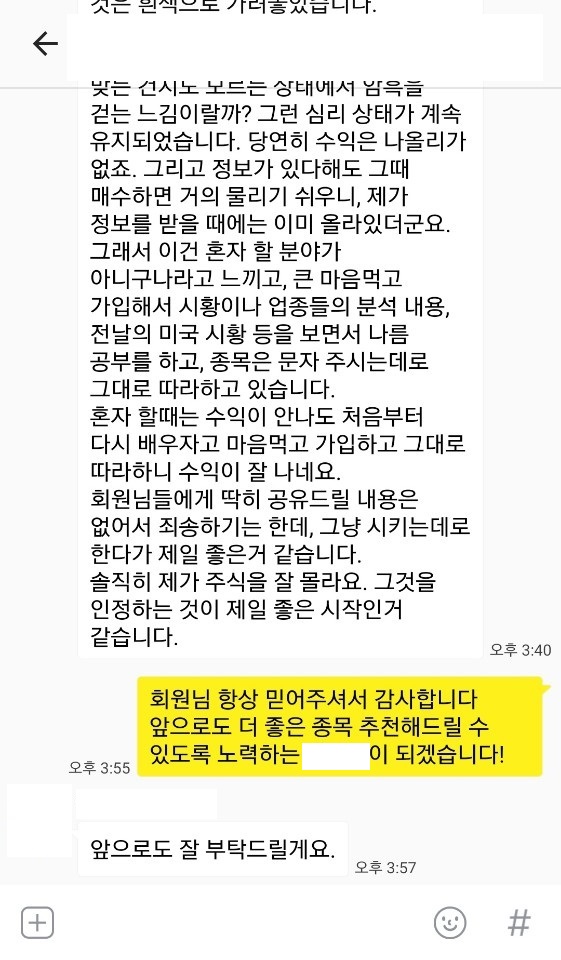 것은 흰색으로 가려놓았습니다.
맞는 건지도 모르는 상태에서 암흑을
걷는 느낌이랄까? 그런 심리 상태가 계속
유지되었습니다. 당연히 수익은 나올리가
없죠. 그리고 정보가 있다해도 그때
매수하면 거의 물리기 쉬우니, 제가
정보를 받을 때에는 이미 올라있더군요.
그래서 이건 혼자 할 분야가
아니구나라고 느끼고, 큰 마음먹고
가입해서 시황이나 업종들의 분석 내용,
전날의 미국 시황 등을 보면서 나름
공부를 하고, 종목은 문자 주시는데로
그대로 따라하고 있습니다.
혼자 할때는 수익이 안나도 처음부터
다시 배우자고 마음먹고 가입하고 그대로
따라하니 수익이 잘 나네요.
회원님들에게 딱히 공유드릴 내용은
없어서 죄송하기는 한데, 그냥 시키는데로
한다가 제일 좋은거 같습니다.
솔직히 제가 주식을 잘 몰라요. 그것을
인정하는 것이 제일 좋은 시작인거
같습니다.
오후 3:40
회원님 항상 믿어주셔서 감사합니다
앞으로도 더 좋은 종목 추천해드릴 수
있도록 노력하는 이 되겠습니다!
오후 3:55
앞으로도 잘 부탁드릴게요.
오후 3:57
#